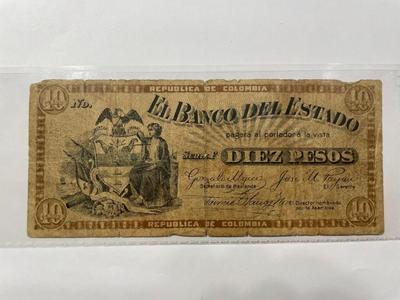 10 REPUBLICA DE COLOMBIA 10
No.
EL BANCO DEL ESTADO
pagará al portador á la vista
SERIE F DIEZ PESOS
Secretario de Hacienda
El Gerente
Director nombrado
por la Asamblea
10 REPUBLICA DE COLOMBIA 10